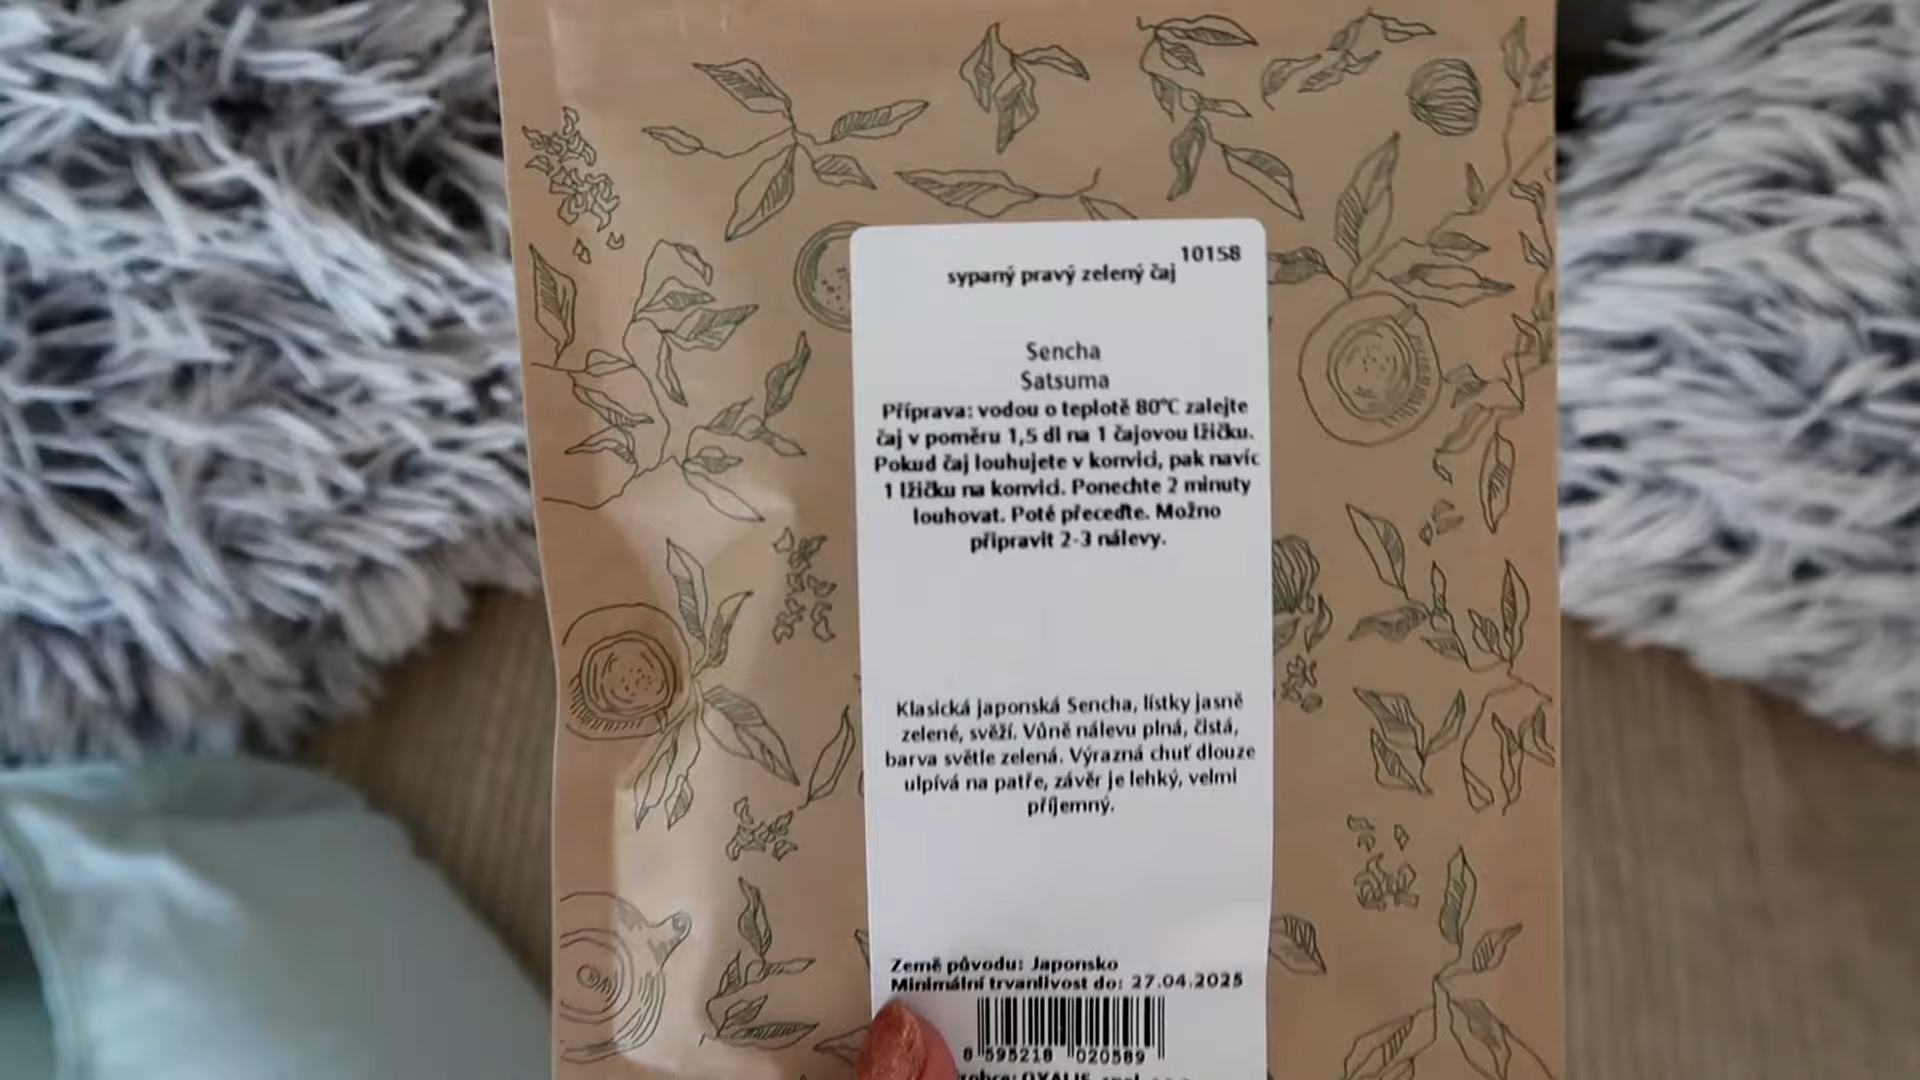 10158
sypaný pravý zelený čaj
Sencha
Satsuma
Příprava: vodou o teplotě 80°C zalejte
čaj v poměru 1,5 dl na 1 čajovou lžičku.
Pokud čaj louhujete v konvici, pak navíc
1 lžičku na konvici. Ponechte 2 minuty
louhovat. Poté přeceďte. Možno
připravit 2-3 nálevy.
Klasická japonská Sencha, lístky jasně
zelené, svěží. Vůně nálevu plná, čistá,
barva světle zelená. Výrazná chuť dlouze
ulpívá na patře, závěr je lehký, velmi
příjemný.
Země původu: Japonsko
Minimální trvanlivost do: 27.04.2025
8 595218 020589
OXALIS